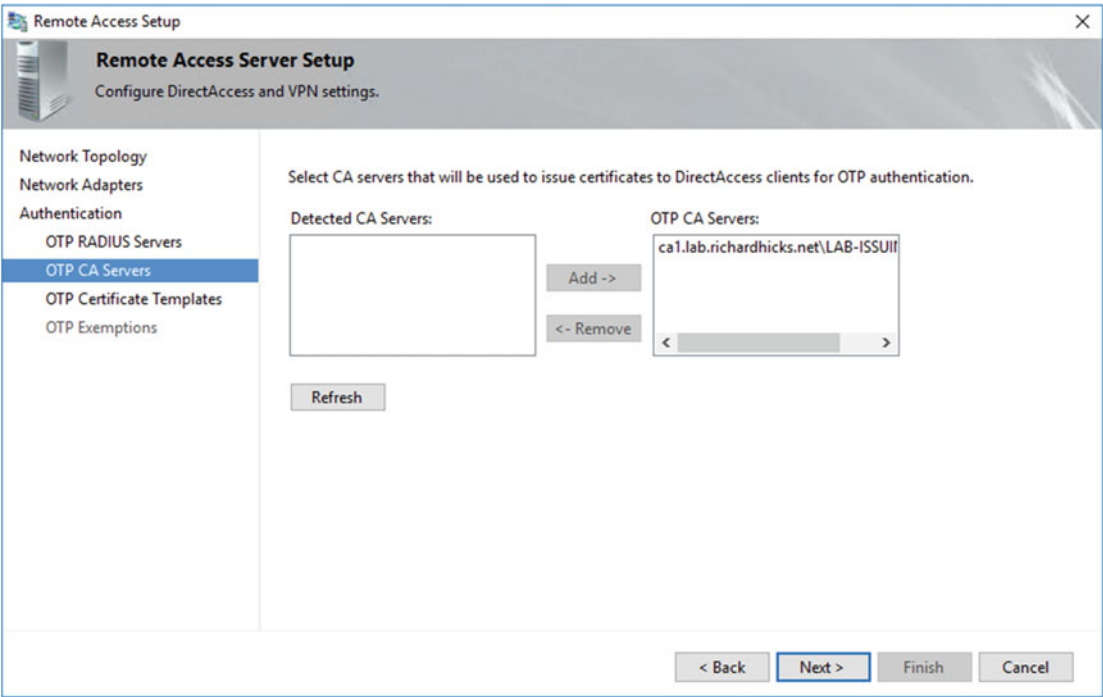 Remote Access Setup
Remote Access Server Setup
Configure DirectAccess and VPN settings.
Network Topology
Network Adapters
Authentication
OTP RADIUS Servers
OTP CA Servers
OTP Certificate Templates
OTP Exemptions
Select CA servers that will be used to issue certificates to DirectAccess clients for OTP authentication.
Detected CA Servers:
OTP CA Servers:
ca1.lab.richardhicks.net\LAB-ISSUI
Add ->
<- Remove
Refresh
< Back
Next >
Finish
Cancel